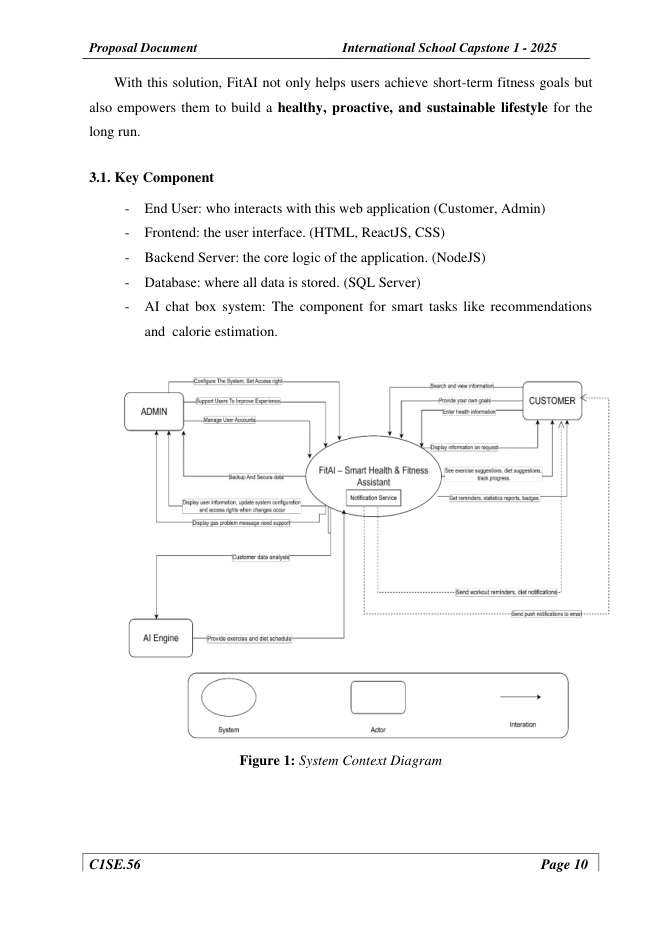 Proposal Document International School Capstone 1 - 2025
With this solution, FitAI not only helps users achieve short-term fitness goals but
also empowers them to build a healthy, proactive, and sustainable lifestyle for the
long run.
3.1. Key Component
- End User: who interacts with this web application (Customer, Admin)
- Frontend: the user interface. (HTML, ReactJS, CSS)
- Backend Server: the core logic of the application. (NodeJS)
- Database: where all data is stored. (SQL Server)
- AI chat box system: The component for smart tasks like recommendations
and calorie estimation.
Configure The System, Set Access right
Search and view information
ADMIN
Support Users To Improve Experience
Provide your own goals
CUSTOMER
Enter health information
Manage User Accounts
Display information on request
FitAI – Smart Health & Fitness
Assistant
See exercise suggestions, diet suggestions,
track progress.
Backup And Secure data
Notification Service
Get reminders, statistics reports, badges.
Display user information, update system configuration
and access rights when changes occur
Display gas problem message need support
Customer data analysis
Send workout reminders, diet notifications
Send push notifications to email
AI Engine
Provide exercise and diet schedule
System
Actor
Interation
Figure 1: System Context Diagram
C1SE.56 Page 10